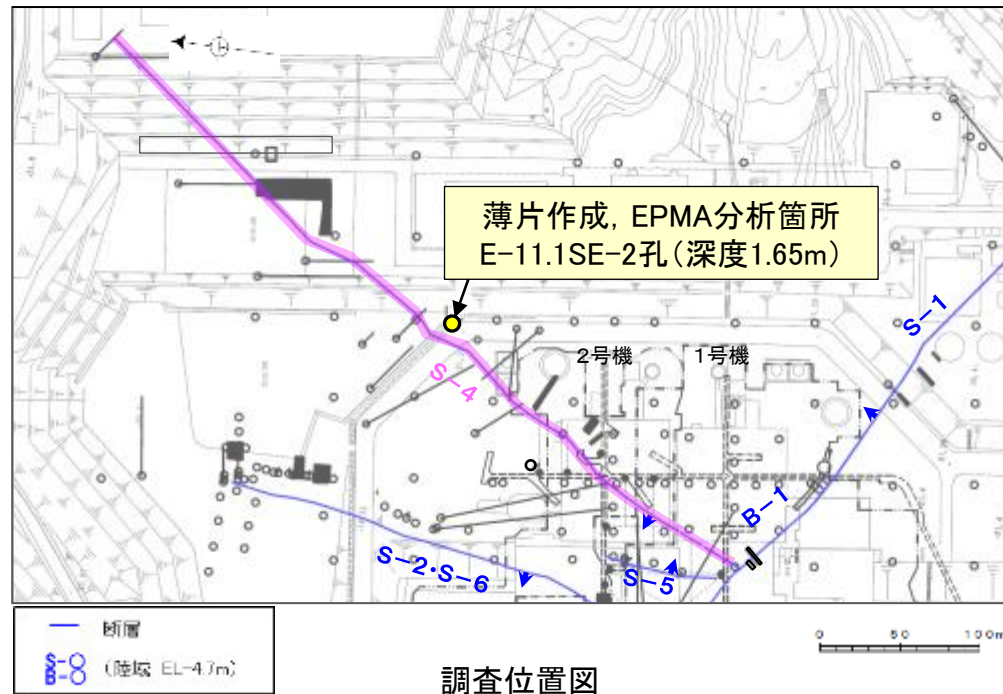 薄片作成, EPMA分析箇所
E-11.1SE-2孔(深度1.65m)
S-1
2号機
1号機
S-4
B-1
S-2・S-6
S-5
断層
S-○
B-○
(陸域 EL-4.7m)
0 50 100m
調査位置図